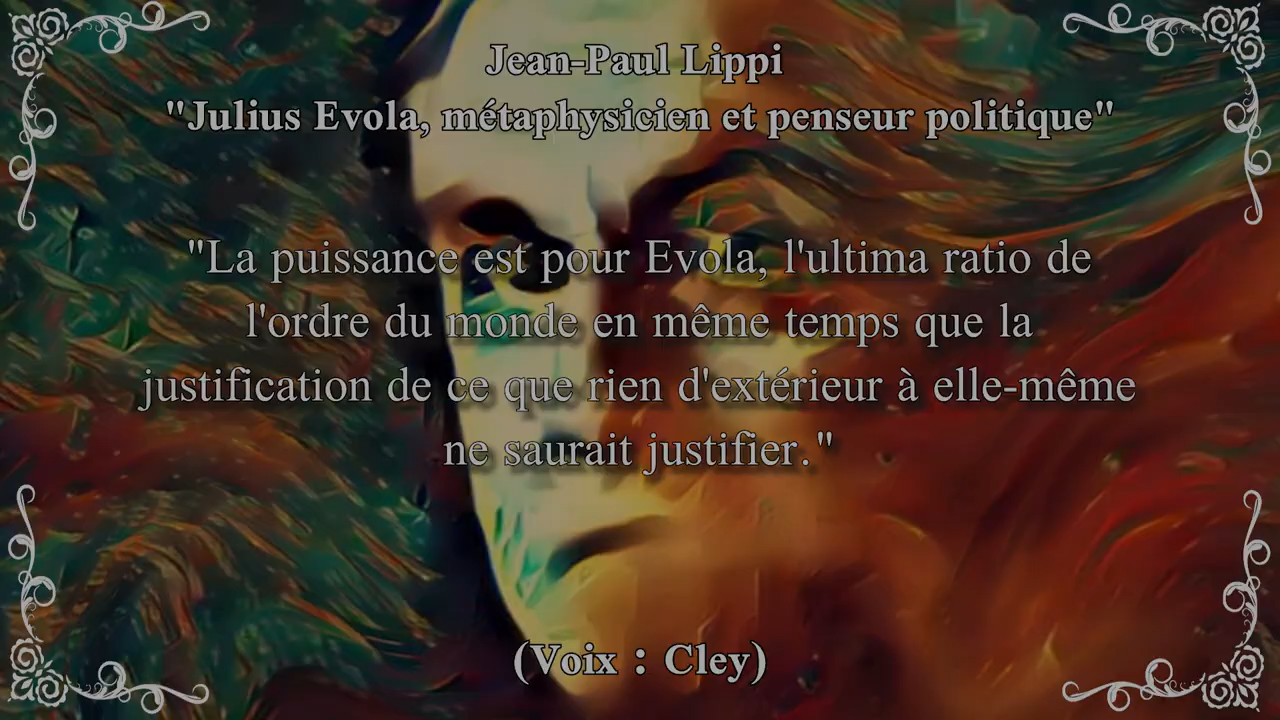 Jean-Paul Lippi
"Julius Evola, métaphysicien et penseur politique"
"La puissance est pour Evola, l'ultima ratio de
l'ordre du monde en même temps que la
justification de ce que rien d'extérieur à elle-même
ne saurait justifier."
(Voix : Cley)